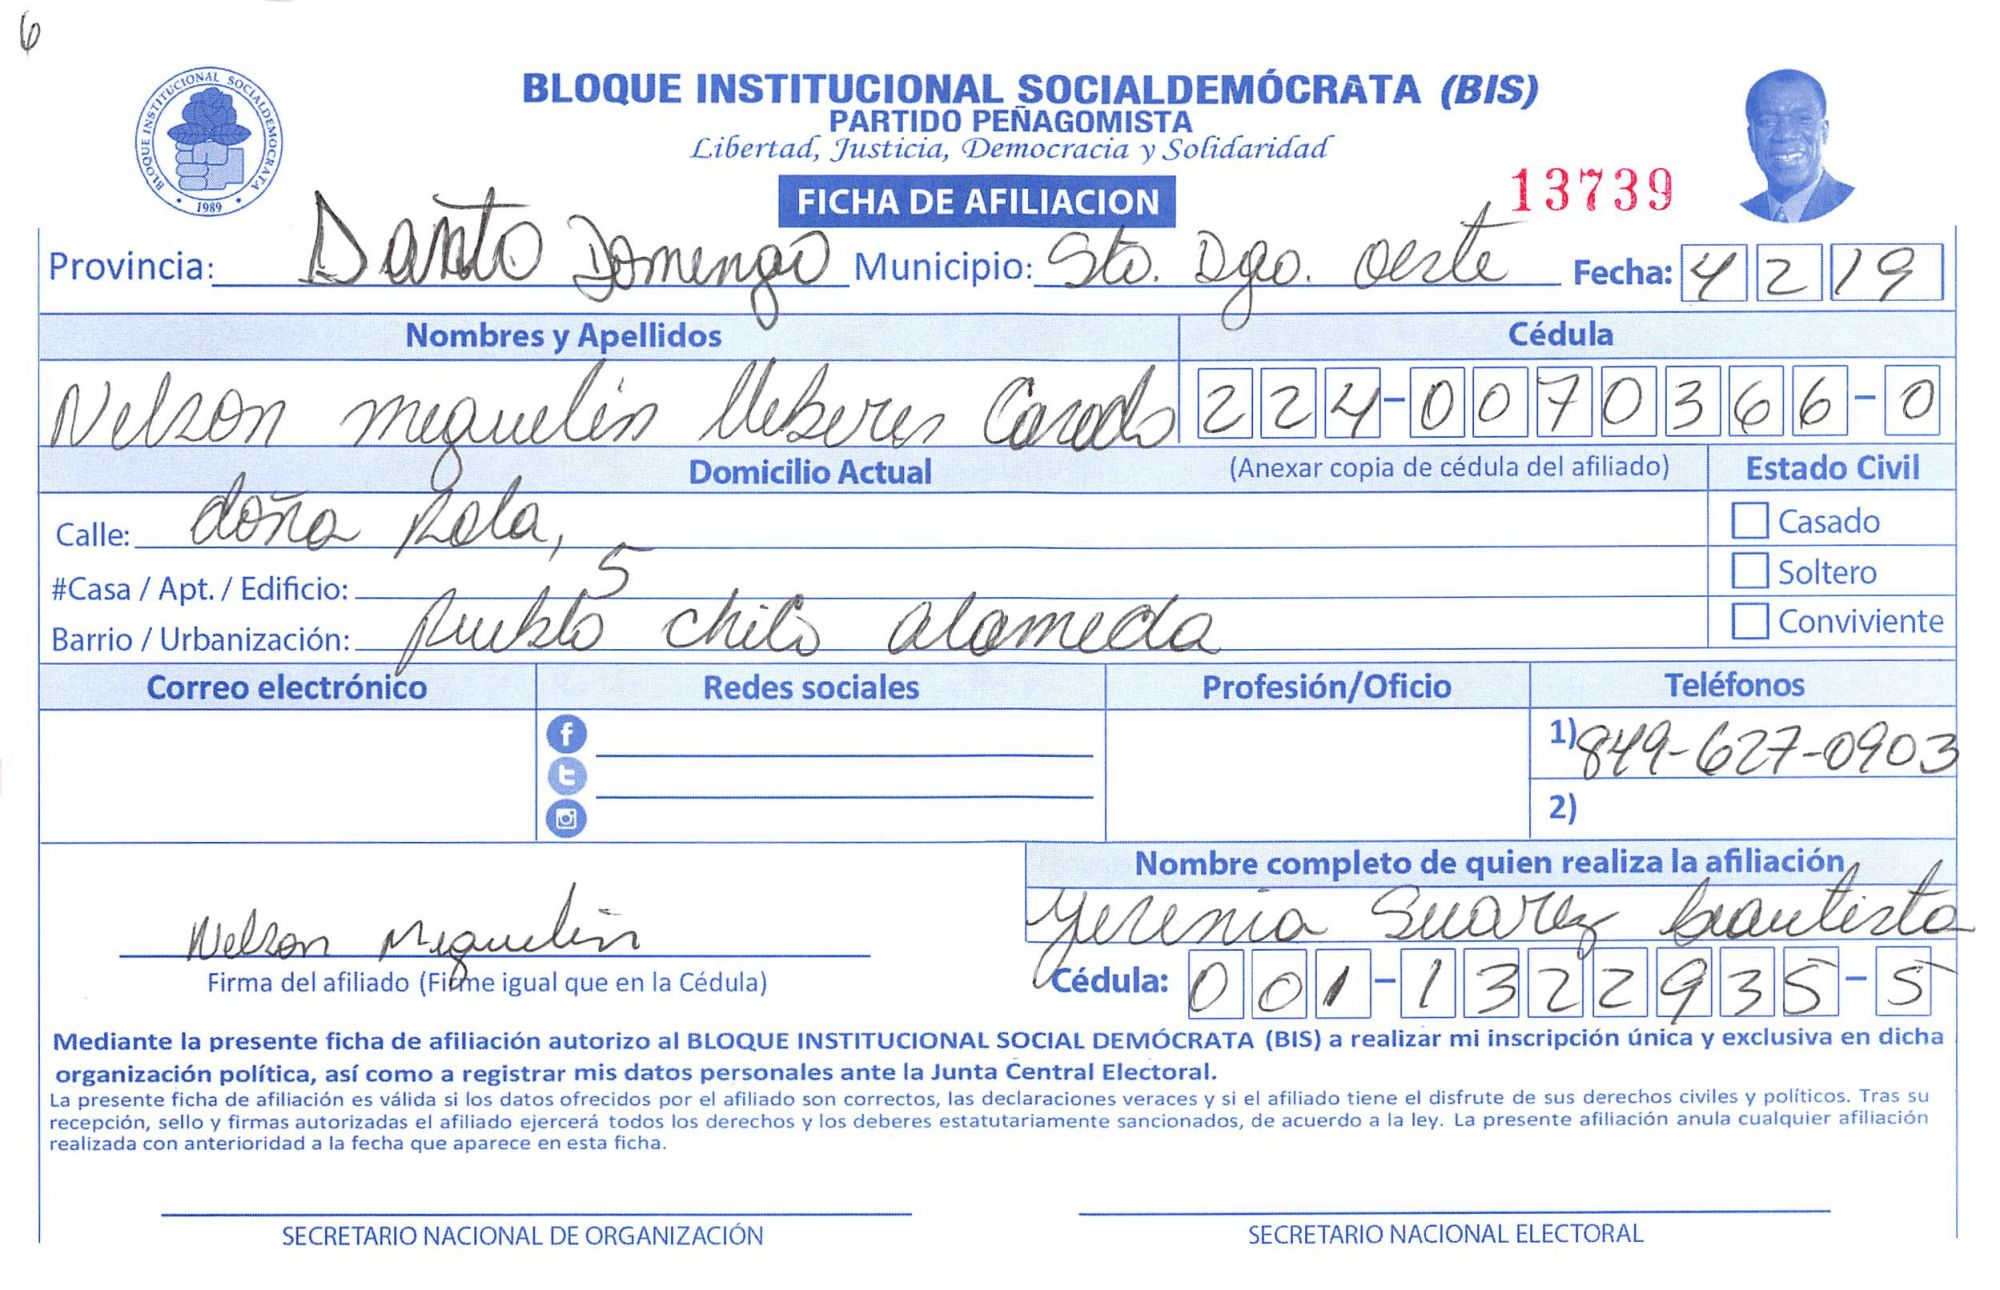 6
BLOQUE INSTITUCIONAL SOCIALDEMÓCRATA (BIS)
PARTIDO PEÑAGOMISTA
Libertad, Justicia, Democracia y Solidaridad
BLOQUE INSTITUCIONAL SOCIALDEMOCRATA
1989
FICHA DE AFILIACION
13739
Provincia: Santo Domingo Municipio: Sto. Dgo. Oeste Fecha: 4 2 19
Nombres y Apellidos Cédula
Nelson Miguelin Casado 224-0070366-0
Domicilio Actual (Anexar copia de cédula del afiliado) Estado Civil
Calle: doña , Casado
#Casa / Apt. / Edificio: 5 Soltero
Barrio / Urbanización: Pueblo Chico Alameda Conviviente
Correo electrónico Redes sociales Profesión/Oficio Teléfonos
1) 849-627-0903
2)
Nombre completo de quien realiza la afiliación
Yesenia Suarez Bautista
Nelson Miguelin
Firma del afiliado (Firme igual que en la Cédula) Cédula: 001-1322935-5
Mediante la presente ficha de afiliación autorizo al BLOQUE INSTITUCIONAL SOCIAL DEMÓCRATA (BIS) a realizar mi inscripción única y exclusiva en dicha
organización política, así como a registrar mis datos personales ante la Junta Central Electoral.
La presente ficha de afiliación es válida si los datos ofrecidos por el afiliado son correctos, las declaraciones veraces y si el afiliado tiene el disfrute de sus derechos civiles y políticos. Tras su
recepción, sello y firmas autorizadas el afiliado ejercerá todos los derechos y los deberes estatutariamente sancionados, de acuerdo a la ley. La presente afiliación anula cualquier afiliación
realizada con anterioridad a la fecha que aparece en esta ficha.
SECRETARIO NACIONAL DE ORGANIZACIÓN SECRETARIO NACIONAL ELECTORAL